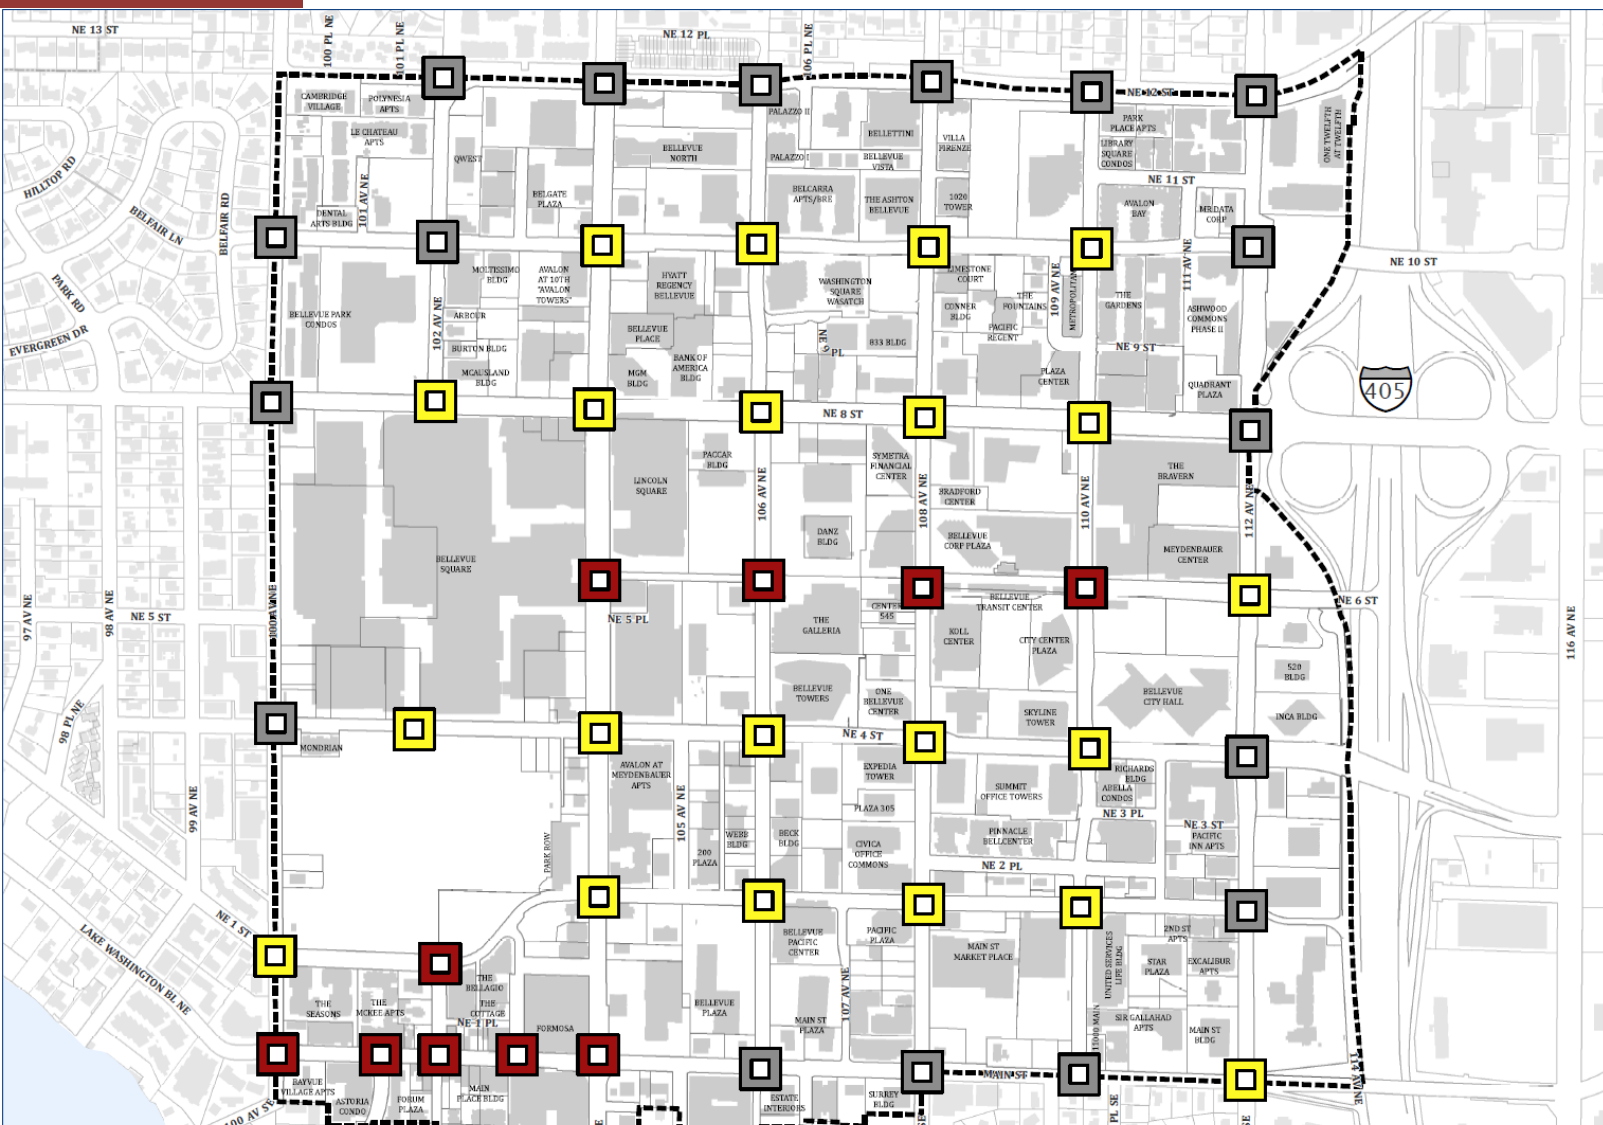 NE 13 ST
100 PL NE
101 PL NE
NE 12 PL
106 PL NE
NE 12 ST
CAMBRIDGE
VILLAGE
POLYNESIA
APTS
LE CHATEAU
APTS
QWEST
BELLEVUE
NORTH
PALAZZO II
PALAZZO I
BELLETTINI
BELLEVUE
VISTA
VILLA
FIRENZE
PARK
PLACE APTS
LIBRARY
SQUARE
CONDOS
ONE TWELFTH
AT TWELFTH
HILLTOP RD
BELFAIR LN
BELFAIR RD
101 AV NE
DENTAL
ARTS BLDG
BELGATE
PLAZA
BELCARRA
APTS/BRE
THE ASHTON
BELLEVUE
1020
TOWER
NE 11 ST
AVALON
BAY
MR DATA
CORP
PARK RD
EVERGREEN DR
BELLEVUE PARK
CONDOS
102 AV NE
MOLTISSIMO
BLDG
AVALON
AT 10TH
"AVALON
TOWERS"
ARBOUR
BURTON BLDG
MCAUSLAND
BLDG
HYATT
REGENCY
BELLEVUE
BELLEVUE
PLACE
MGM
BLDG
BANK OF
AMERICA
BLDG
WASHINGTON
SQUARE
WASATCH
NE 9 PL
833 BLDG
LIMESTONE
COURT
CONNER
BLDG
THE
FOUNTAINS
PACIFIC
REGENT
109 AV NE
METROPOLITAN
THE
GARDENS
111 AV NE
ASHWOOD
COMMONS
PHASE II
NE 10 ST
NE 9 ST
PLAZA
CENTER
QUADRANT
PLAZA
405
NE 8 ST
BELLEVUE
SQUARE
LINCOLN
SQUARE
PACCAR
BLDG
106 AV NE
SYMETRA
FINANCIAL
CENTER
108 AV NE
BRADFORD
CENTER
110 AV NE
THE
BRAVERN
112 AV NE
DANZ
BLDG
BELLEVUE
CORP PLAZA
MEYDENBAUER
CENTER
97 AV NE
98 AV NE
NE 5 ST
100 AV NE
NE 5 PL
THE
GALLERIA
CENTER
545
BELLEVUE
TRANSIT CENTER
NE 6 ST
116 AV NE
KOLL
CENTER
CITY CENTER
PLAZA
520
BLDG
BELLEVUE
TOWERS
ONE
BELLEVUE
CENTER
SKYLINE
TOWER
BELLEVUE
CITY HALL
INCA BLDG
98 PL NE
MONDRIAN
NE 4 ST
99 AV NE
AVALON AT
MEYDENBAUER
APTS
105 AV NE
EXPEDIA
TOWER
PLAZA 305
SUMMIT
OFFICE TOWERS
RICHARDS
BLDG
ABELLA
CONDOS
NE 3 PL
NE 3 ST
PARK ROW
WEBB
BLDG
200
PLAZA
BECK
BLDG
CIVICA
OFFICE
COMMONS
PINNACLE
BELLCENTER
PACIFIC
INN APTS
NE 2 PL
NE 1 ST
LAKE WASHINGTON BL NE
BELLEVUE
PACIFIC
CENTER
PACIFIC
PLAZA
MAIN ST
MARKET PLACE
UNITED SERVICES
LIFE BLDG
2ND ST
APTS
STAR
PLAZA
EXCALIBUR
APTS
THE
SEASONS
THE
MCKEE APTS
THE
BELLAGIO
THE
COTTAGE
NE 1 PL
FORMOSA
BELLEVUE
PLAZA
MAIN ST
PLAZA
107 AV NE
11000 MAIN
SIR GALLAHAD
APTS
MAIN ST
BLDG
MAIN ST
114 AV NE
BAYVUE
VILLAGE APTS
100 AV SE
ASTORIA
CONDO
FORUM
PLAZA
MAIN
PLACE BLDG
ESTATE
INTERIORS
SURREY
BLDG
SE
PL SE
SE